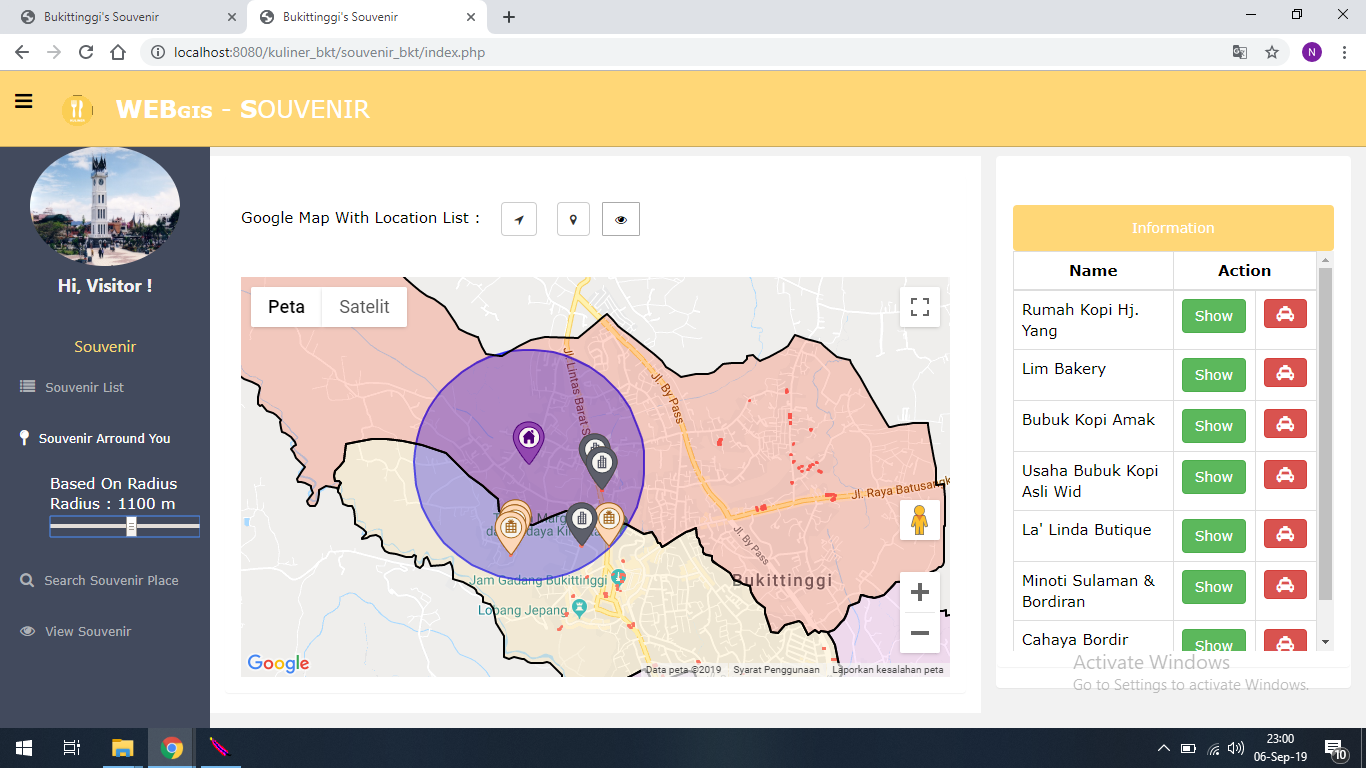 Bukittinggi's Souvenir
Bukittinggi's Souvenir
localhost:8080/kuliner_bkt/souvenir_bkt/index.php
N
WEBGIS - SOUVENIR
Hi, Visitor !
Souvenir
Souvenir List
Souvenir Arround You
Based On Radius
Radius : 1100 m
Search Souvenir Place
View Souvenir
Google Map With Location List :
Peta
Satelit
Jl. Lintas Barat S
Jl. By Pass
Jl. Raya Batusangk
Jl. By Pass
Jam Gadang Bukittinggi
Lobang Jepang
Bukittinggi
Google
Data peta ©2019
Syarat Penggunaan
Laporkan kesalahan peta
Information
Name
Action
Rumah Kopi Hj.
Yang
Show
Lim Bakery
Show
Bubuk Kopi Amak
Show
Usaha Bubuk Kopi
Asli Wid
Show
La' Linda Butique
Show
Minoti Sulaman &
Bordiran
Show
Cahaya Bordir
Show
Activate Windows
Go to Settings to activate Windows.
23:00
06-Sep-19
10